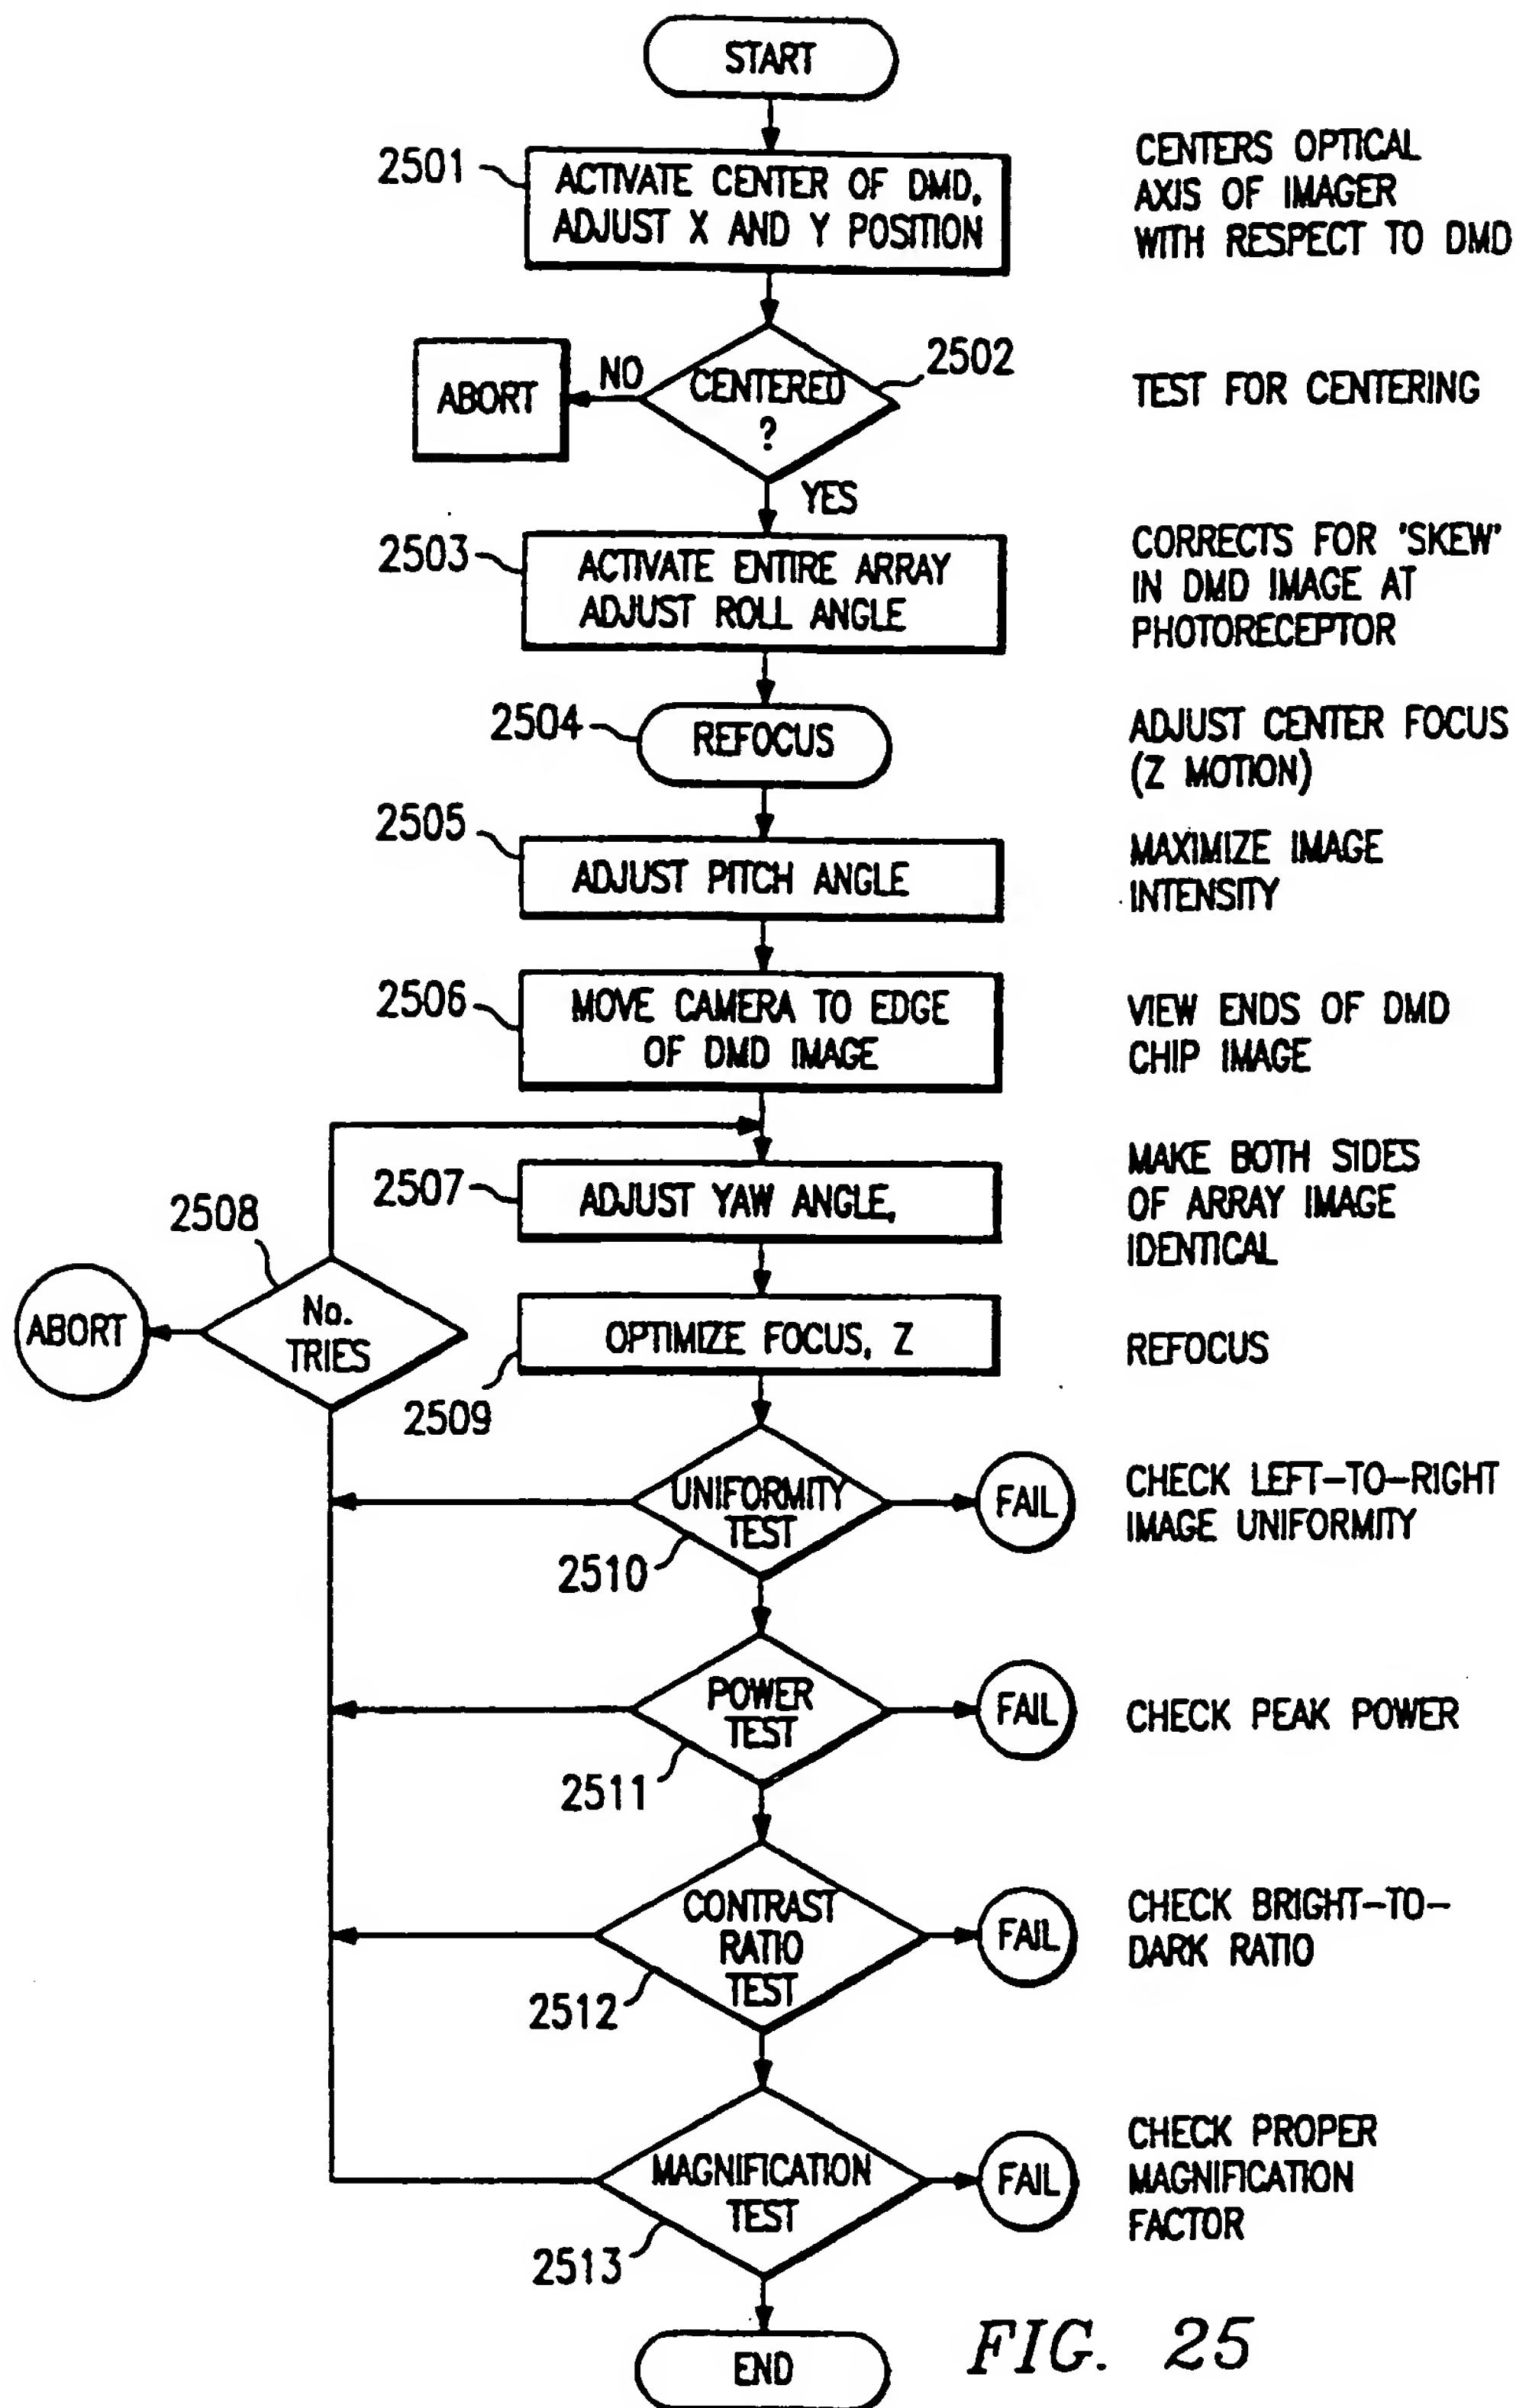 START
2501
ACTIVATE CENTER OF DMD,
ADJUST X AND Y POSITION
CENTERS OPTICAL
AXIS OF IMAGER
WITH RESPECT TO DMD
ABORT
NO
CENTERED
?
2502
TEST FOR CENTERING
YES
2503
ACTIVATE ENTIRE ARRAY
ADJUST ROLL ANGLE
CORRECTS FOR 'SKEW'
IN DMD IMAGE AT
PHOTORECEPTOR
2504
REFOCUS
ADJUST CENTER FOCUS
(Z MOTION)
2505
ADJUST PITCH ANGLE
MAXIMIZE IMAGE
INTENSITY
2506
MOVE CAMERA TO EDGE
OF DMD IMAGE
VIEW ENDS OF DMD
CHIP IMAGE
2507
ADJUST YAW ANGLE,
MAKE BOTH SIDES
OF ARRAY IMAGE
IDENTICAL
2508
ABORT
No.
TRIES
2509
OPTIMIZE FOCUS, Z
REFOCUS
UNIFORMITY
TEST
2510
FAIL
CHECK LEFT-TO-RIGHT
IMAGE UNIFORMITY
POWER
TEST
2511
FAIL
CHECK PEAK POWER
CONTRAST
RATIO
TEST
2512
FAIL
CHECK BRIGHT-TO-
DARK RATIO
MAGNIFICATION
TEST
2513
FAIL
CHECK PROPER
MAGNIFICATION
FACTOR
END
FIG. 25